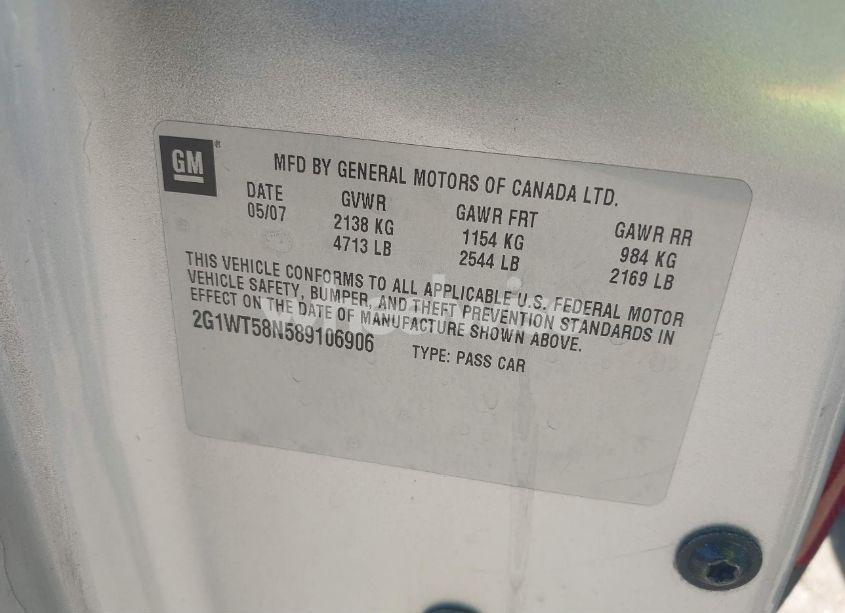 GM
MFD BY GENERAL MOTORS OF CANADA LTD.
DATE GVWR GAWR FRT GAWR RR
05/07 2138 KG 1154 KG 984 KG
4713 LB 2544 LB 2169 LB
THIS VEHICLE CONFORMS TO ALL APPLICABLE U.S. FEDERAL MOTOR
VEHICLE SAFETY, BUMPER, AND THEFT PREVENTION STANDARDS IN
EFFECT ON THE DATE OF MANUFACTURE SHOWN ABOVE.
2G1WT58N589106906 TYPE: PASS CAR